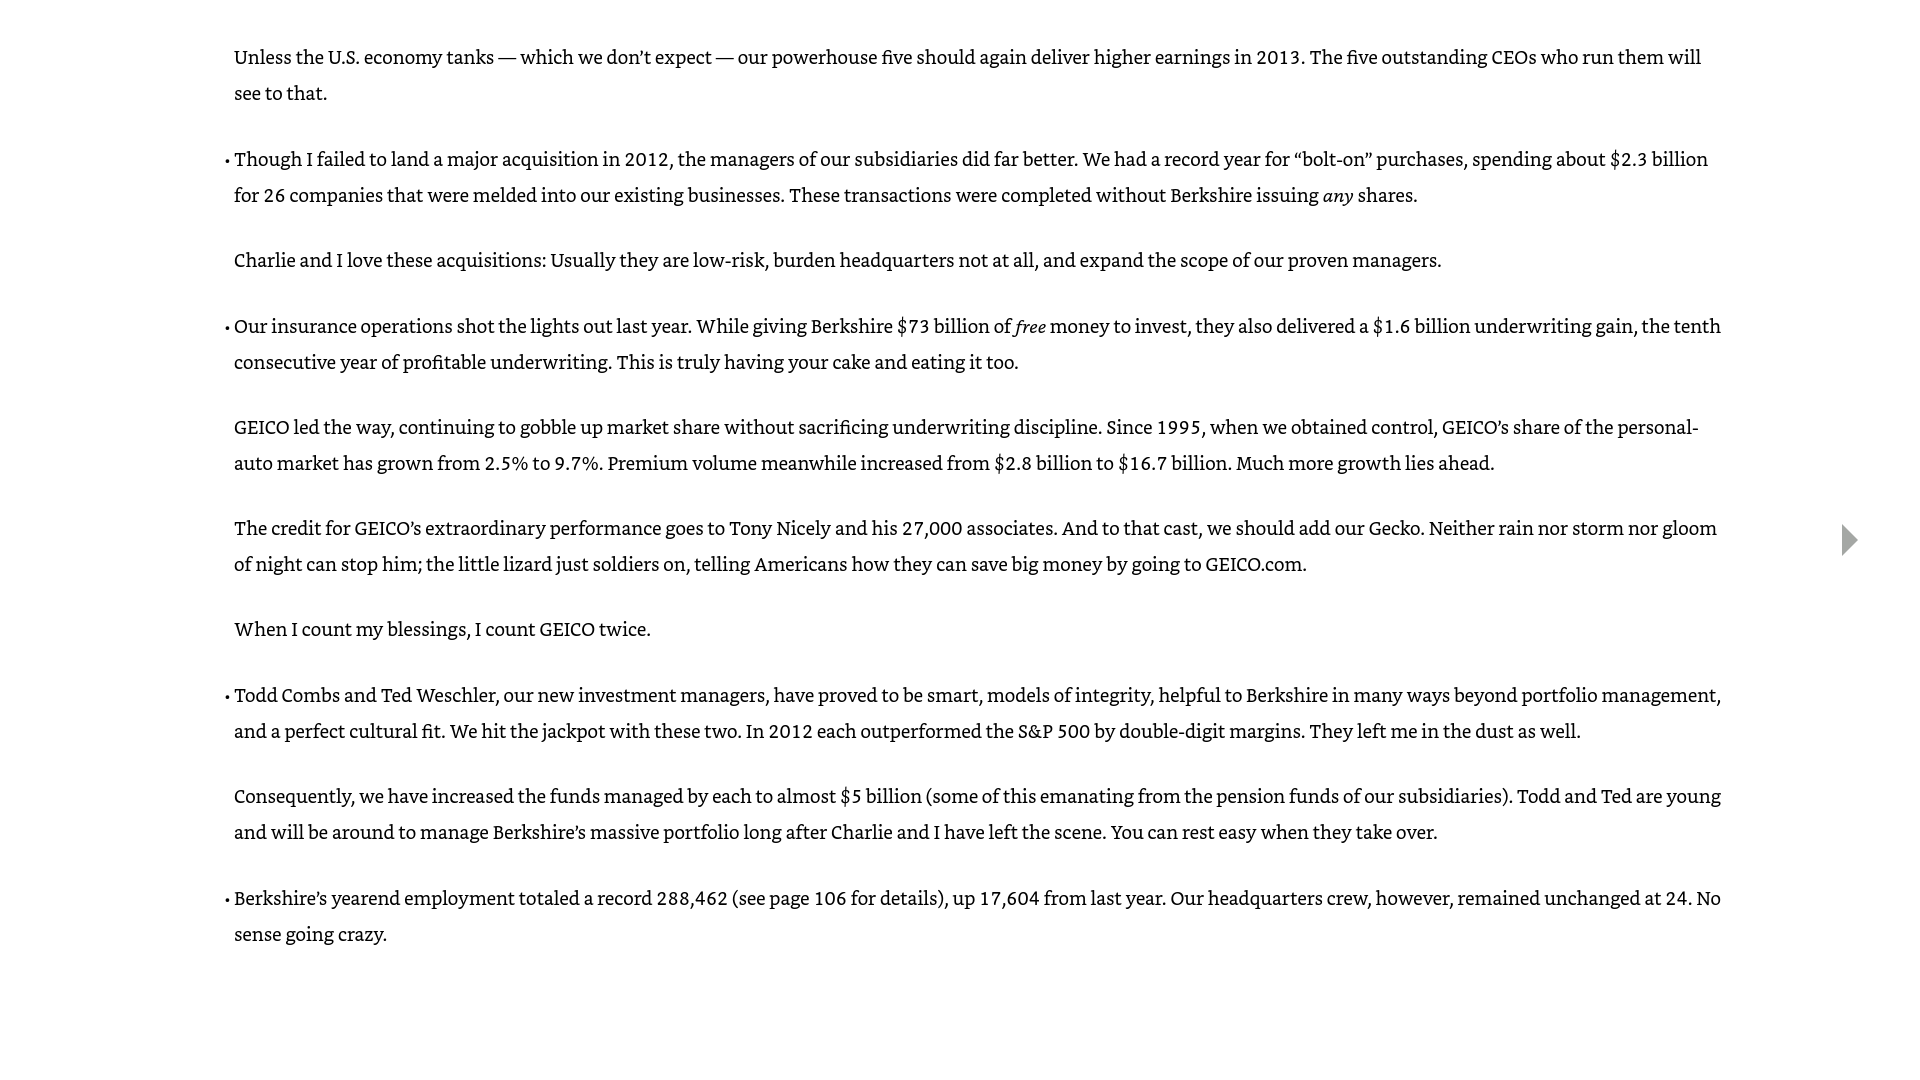 Unless the U.S. economy tanks — which we don’t expect — our powerhouse five should again deliver higher earnings in 2013. The five outstanding CEOs who run them will
see to that.
• Though I failed to land a major acquisition in 2012, the managers of our subsidiaries did far better. We had a record year for “bolt-on” purchases, spending about $2.3 billion
for 26 companies that were melded into our existing businesses. These transactions were completed without Berkshire issuing any shares.
Charlie and I love these acquisitions: Usually they are low-risk, burden headquarters not at all, and expand the scope of our proven managers.
• Our insurance operations shot the lights out last year. While giving Berkshire $73 billion of free money to invest, they also delivered a $1.6 billion underwriting gain, the tenth
consecutive year of profitable underwriting. This is truly having your cake and eating it too.
GEICO led the way, continuing to gobble up market share without sacrificing underwriting discipline. Since 1995, when we obtained control, GEICO’s share of the personal-
auto market has grown from 2.5% to 9.7%. Premium volume meanwhile increased from $2.8 billion to $16.7 billion. Much more growth lies ahead.
The credit for GEICO’s extraordinary performance goes to Tony Nicely and his 27,000 associates. And to that cast, we should add our Gecko. Neither rain nor storm nor gloom
of night can stop him; the little lizard just soldiers on, telling Americans how they can save big money by going to GEICO.com.
When I count my blessings, I count GEICO twice.
• Todd Combs and Ted Weschler, our new investment managers, have proved to be smart, models of integrity, helpful to Berkshire in many ways beyond portfolio management,
and a perfect cultural fit. We hit the jackpot with these two. In 2012 each outperformed the S&P 500 by double-digit margins. They left me in the dust as well.
Consequently, we have increased the funds managed by each to almost $5 billion (some of this emanating from the pension funds of our subsidiaries). Todd and Ted are young
and will be around to manage Berkshire’s massive portfolio long after Charlie and I have left the scene. You can rest easy when they take over.
• Berkshire’s yearend employment totaled a record 288,462 (see page 106 for details), up 17,604 from last year. Our headquarters crew, however, remained unchanged at 24. No
sense going crazy.